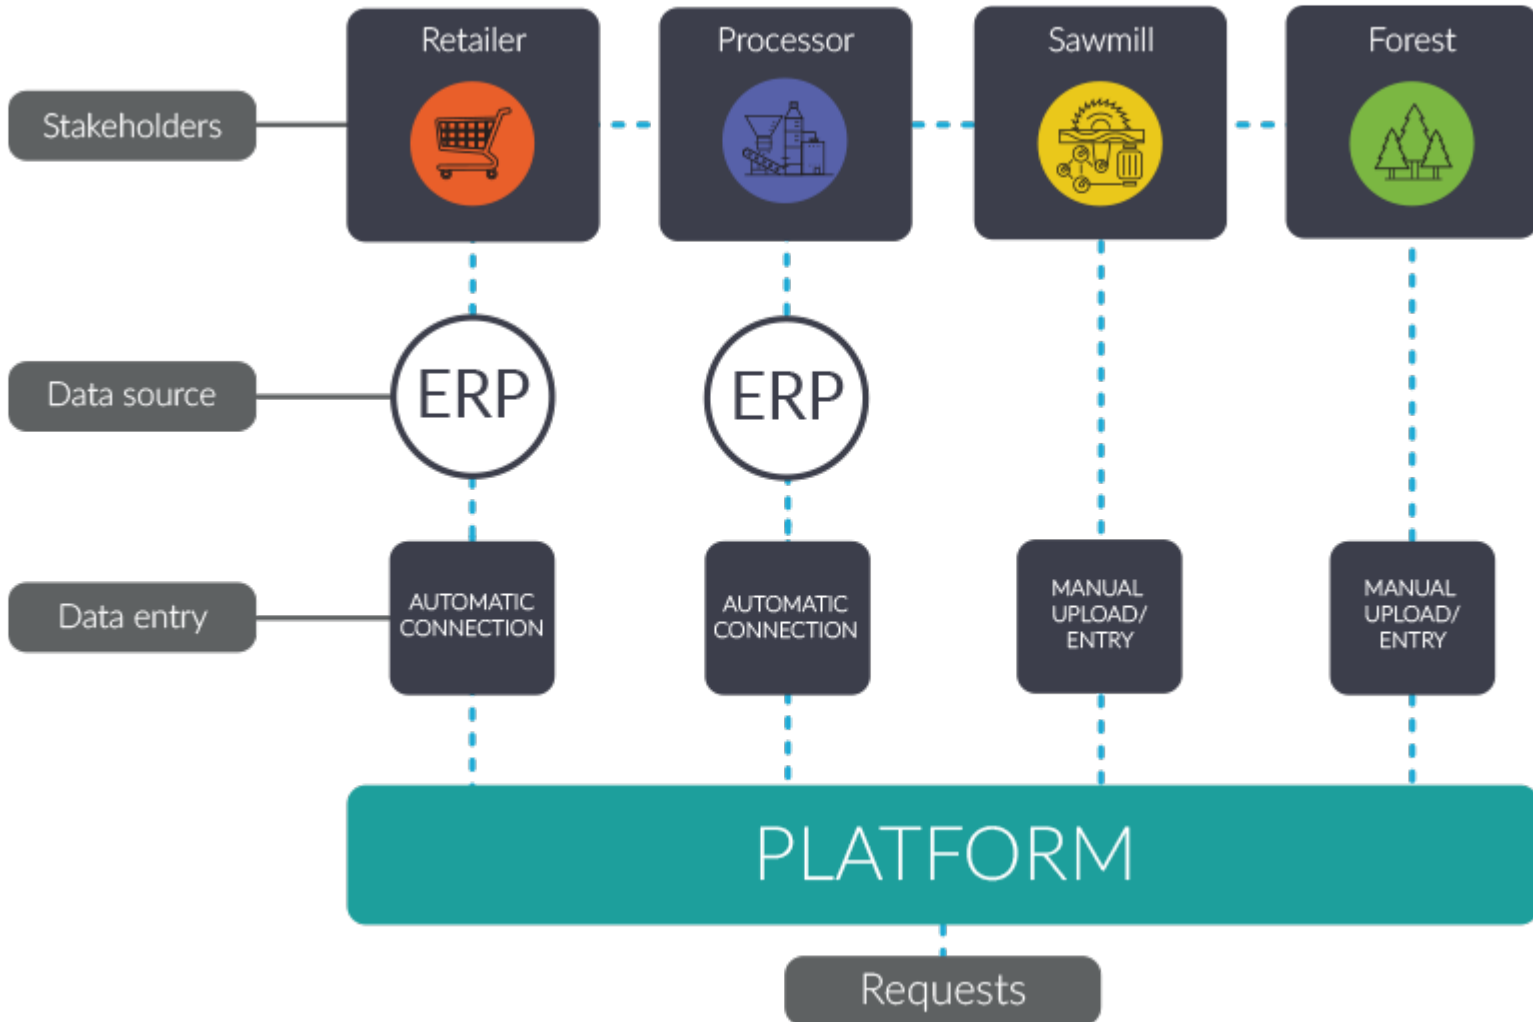 Retailer
Processor
Sawmill
Forest
Stakeholders
Data source
ERP
ERP
Data entry
AUTOMATIC
CONNECTION
AUTOMATIC
CONNECTION
MANUAL
UPLOAD/
ENTRY
MANUAL
UPLOAD/
ENTRY
PLATFORM
Requests